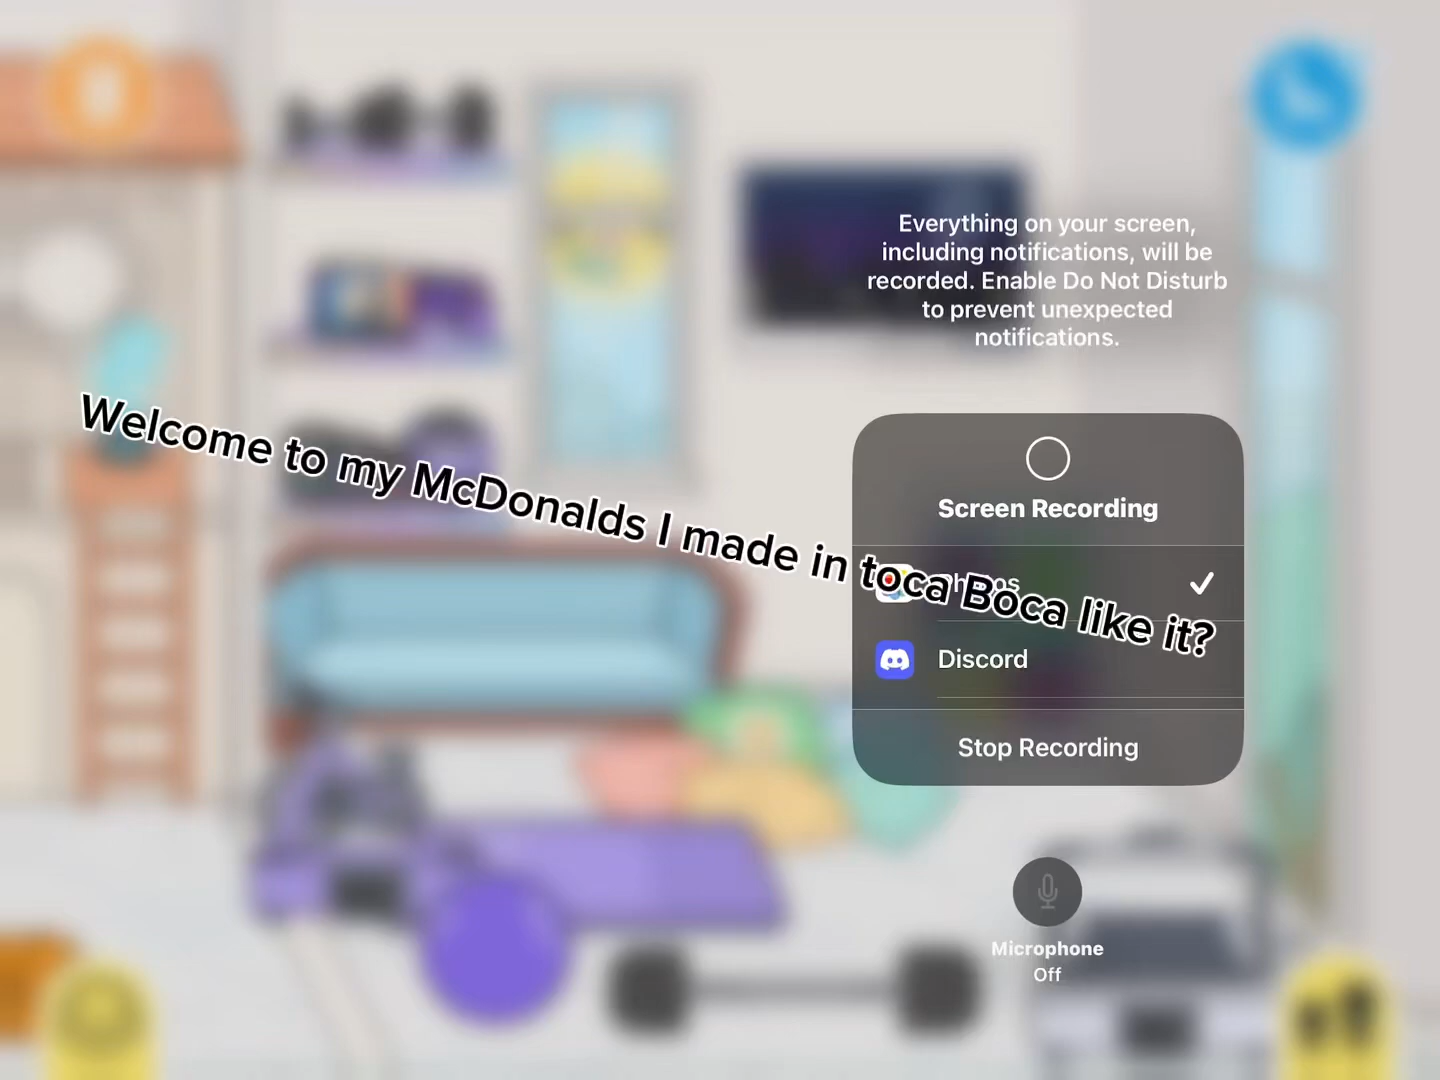 Everything on your screen,
including notifications, will be
recorded. Enable Do Not Disturb
to prevent unexpected
notifications.
Welcome to my McDonalds I made in toca Boca like it?
Screen Recording
Photos
Discord
Stop Recording
Microphone
Off